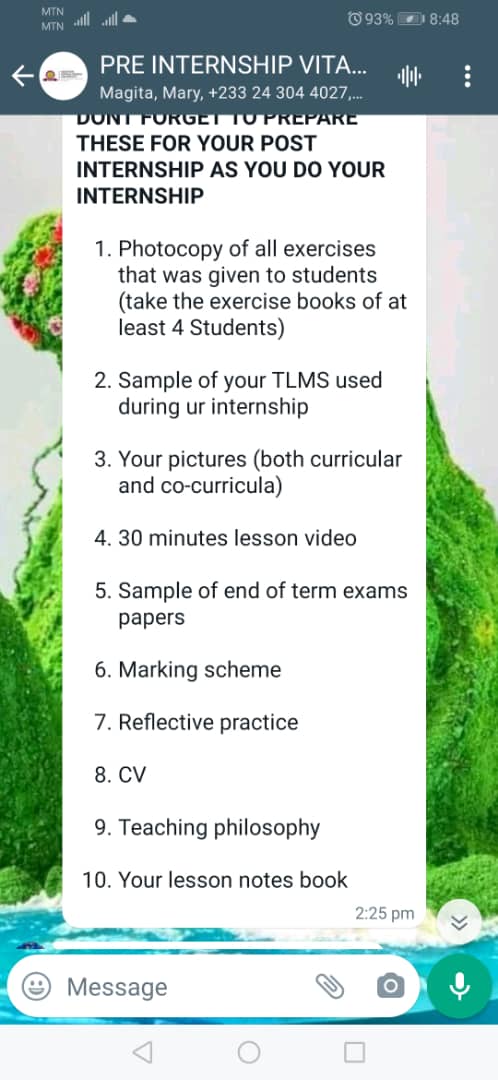 MTN
MTN
93% 8:48
PRE INTERNSHIP VITA...
Magita, Mary, +233 24 304 4027,...
DONT FORGET TO PREPARE
THESE FOR YOUR POST
INTERNSHIP AS YOU DO YOUR
INTERNSHIP
1. Photocopy of all exercises
that was given to students
(take the exercise books of at
least 4 Students)
2. Sample of your TLMS used
during ur internship
3. Your pictures (both curricular
and co-curricula)
4. 30 minutes lesson video
5. Sample of end of term exams
papers
6. Marking scheme
7. Reflective practice
8. CV
9. Teaching philosophy
10. Your lesson notes book
2:25 pm
Message